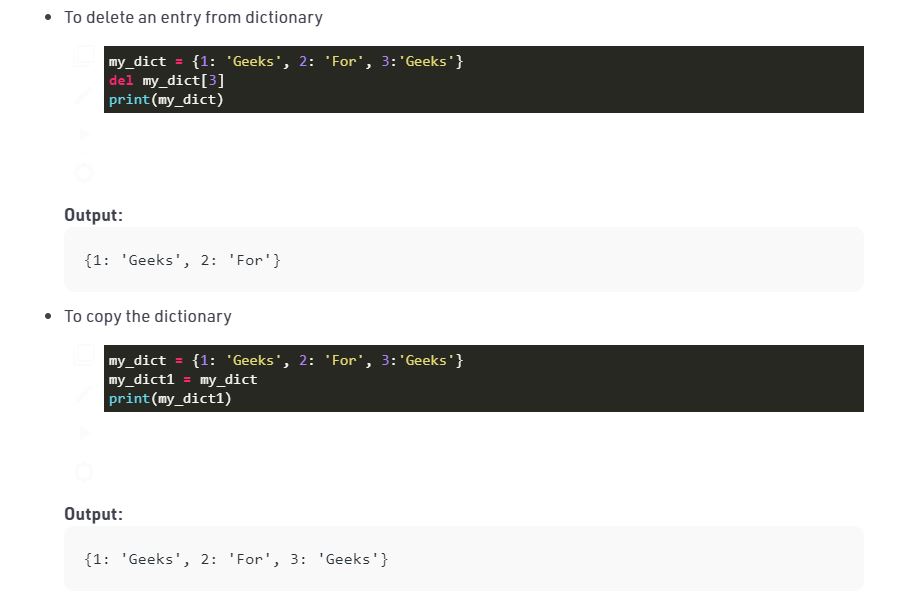 To delete an entry from dictionary
my_dict = {1: 'Geeks', 2: 'For', 3:'Geeks'}
del my_dict[3]
print(my_dict)
Output:
{1: 'Geeks', 2: 'For'}
To copy the dictionary
my_dict = {1: 'Geeks', 2: 'For', 3:'Geeks'}
my_dict1 = my_dict
print(my_dict1)
Output:
{1: 'Geeks', 2: 'For', 3: 'Geeks'}